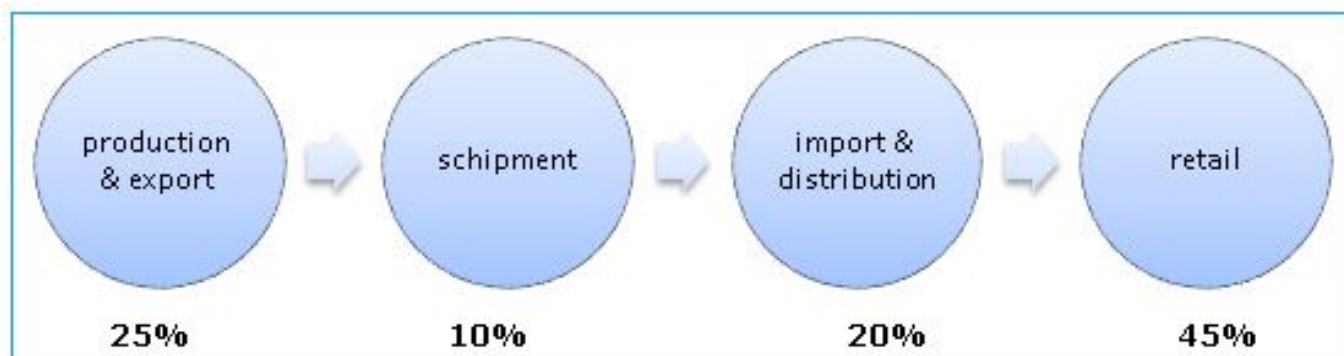 production
& export
schipment
import &
distribution
retail
25%
10%
20%
45%